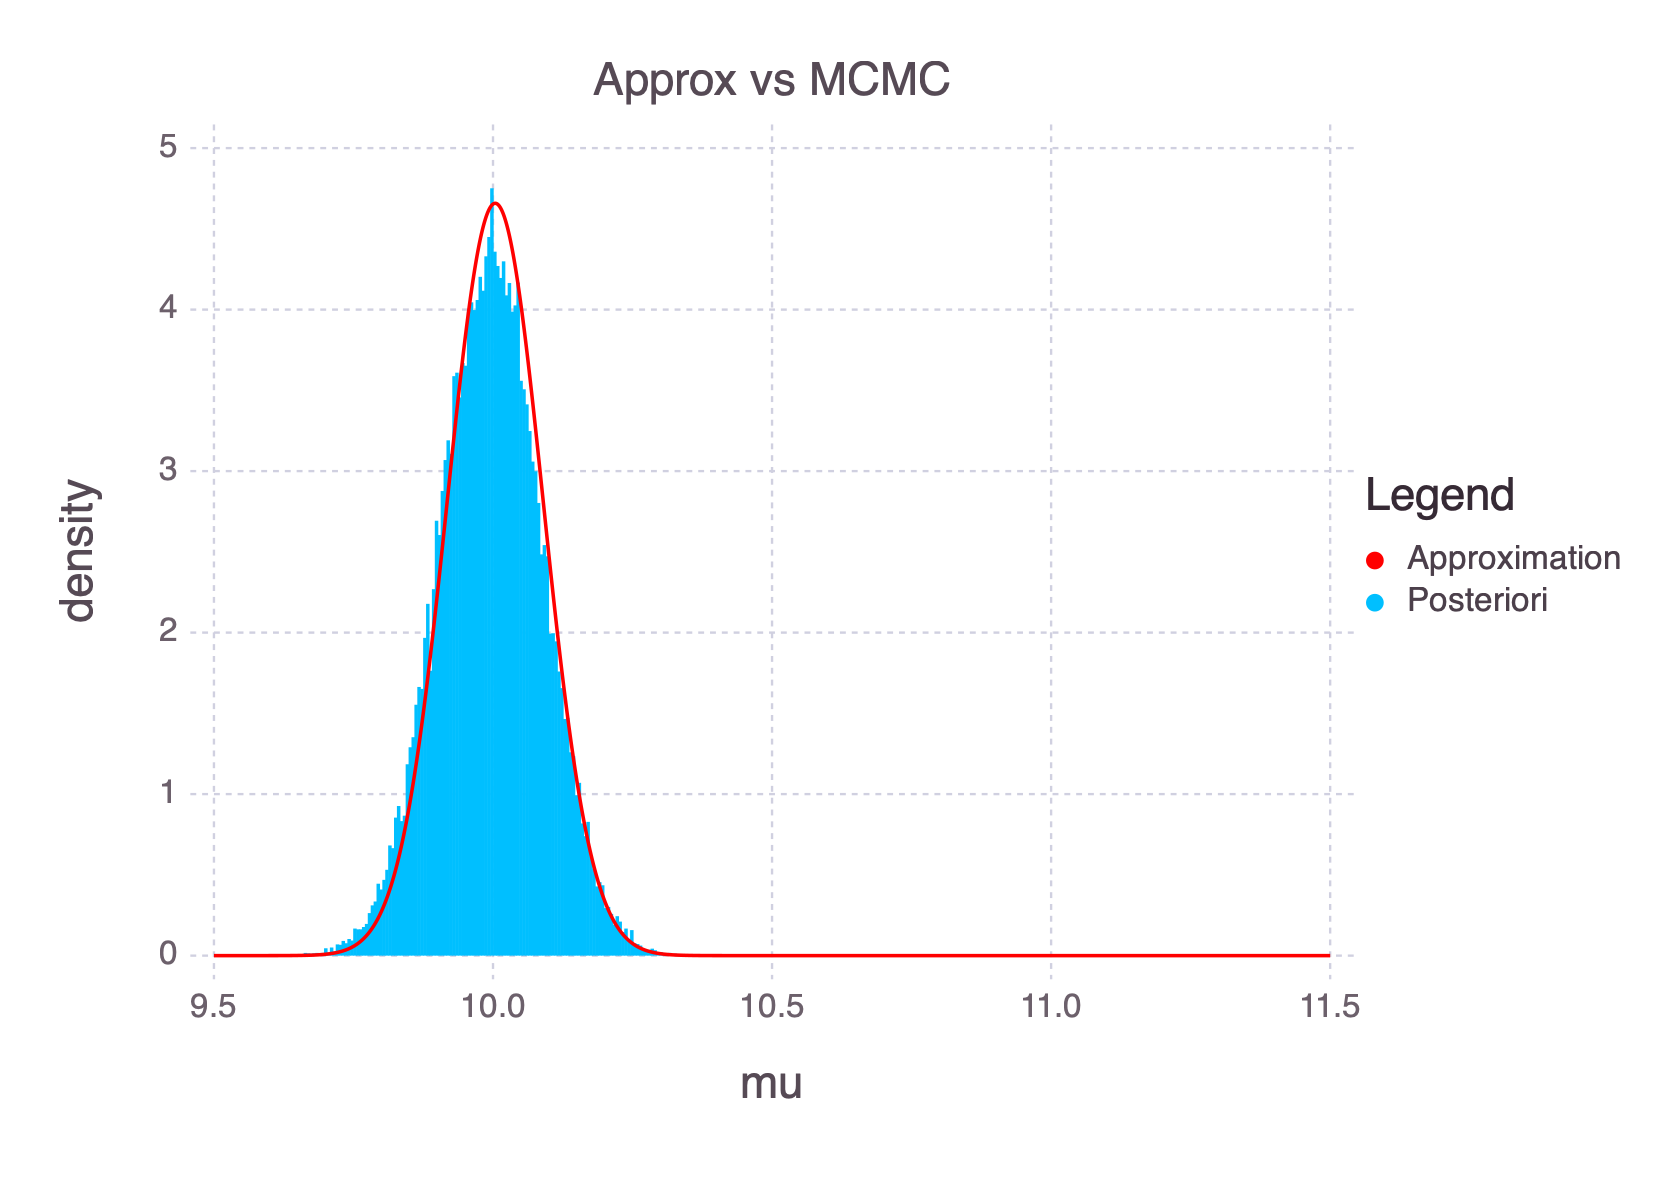 Approx vs MCMC
5
4
3
2
1
0
density
9.5 10.0 10.5 11.0 11.5
mu
Legend
Approximation
Posteriori